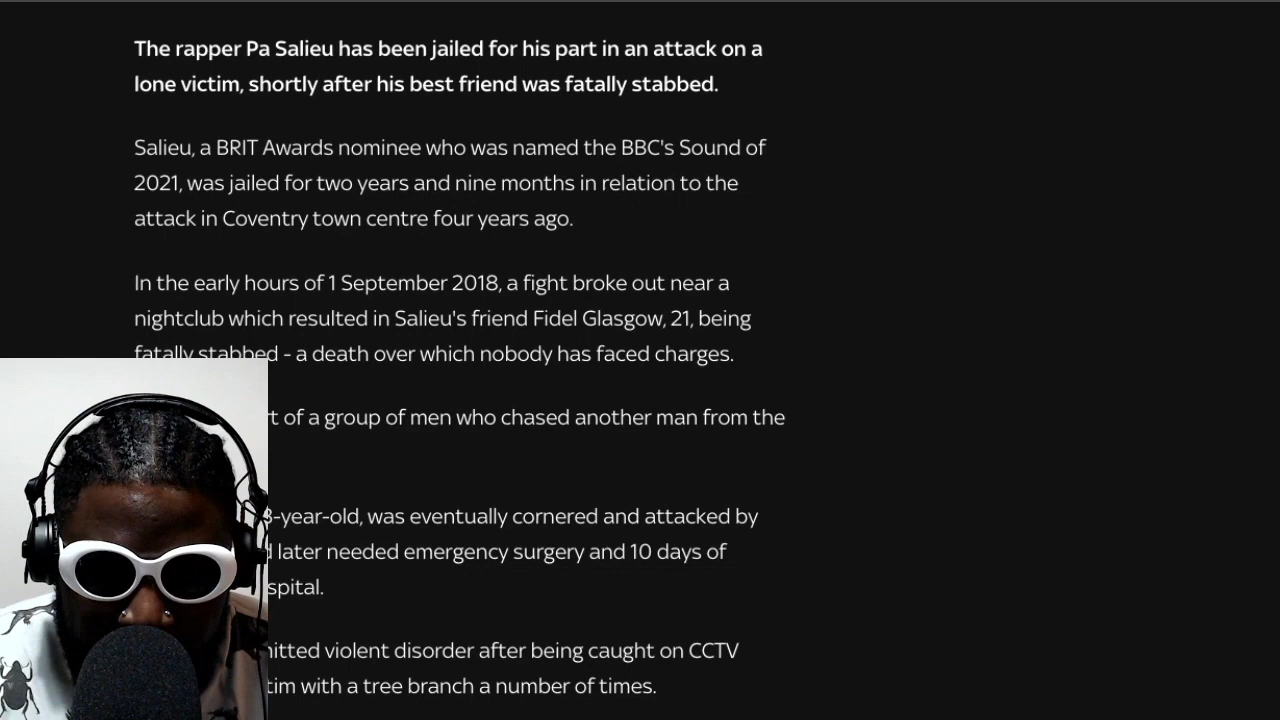 The rapper Pa Salieu has been jailed for his part in an attack on a
lone victim, shortly after his best friend was fatally stabbed.
Salieu, a BRIT Awards nominee who was named the BBC's Sound of
2021, was jailed for two years and nine months in relation to the
attack in Coventry town centre four years ago.
In the early hours of 1 September 2018, a fight broke out near a
nightclub which resulted in Salieu's friend Fidel Glasgow, 21, being
fatally stabbed - a death over which nobody has faced charges.
of a group of men who chased another man from the
-year-old, was eventually cornered and attacked by
later needed emergency surgery and 10 days of
spital.
itted violent disorder after being caught on CCTV
tim with a tree branch a number of times.